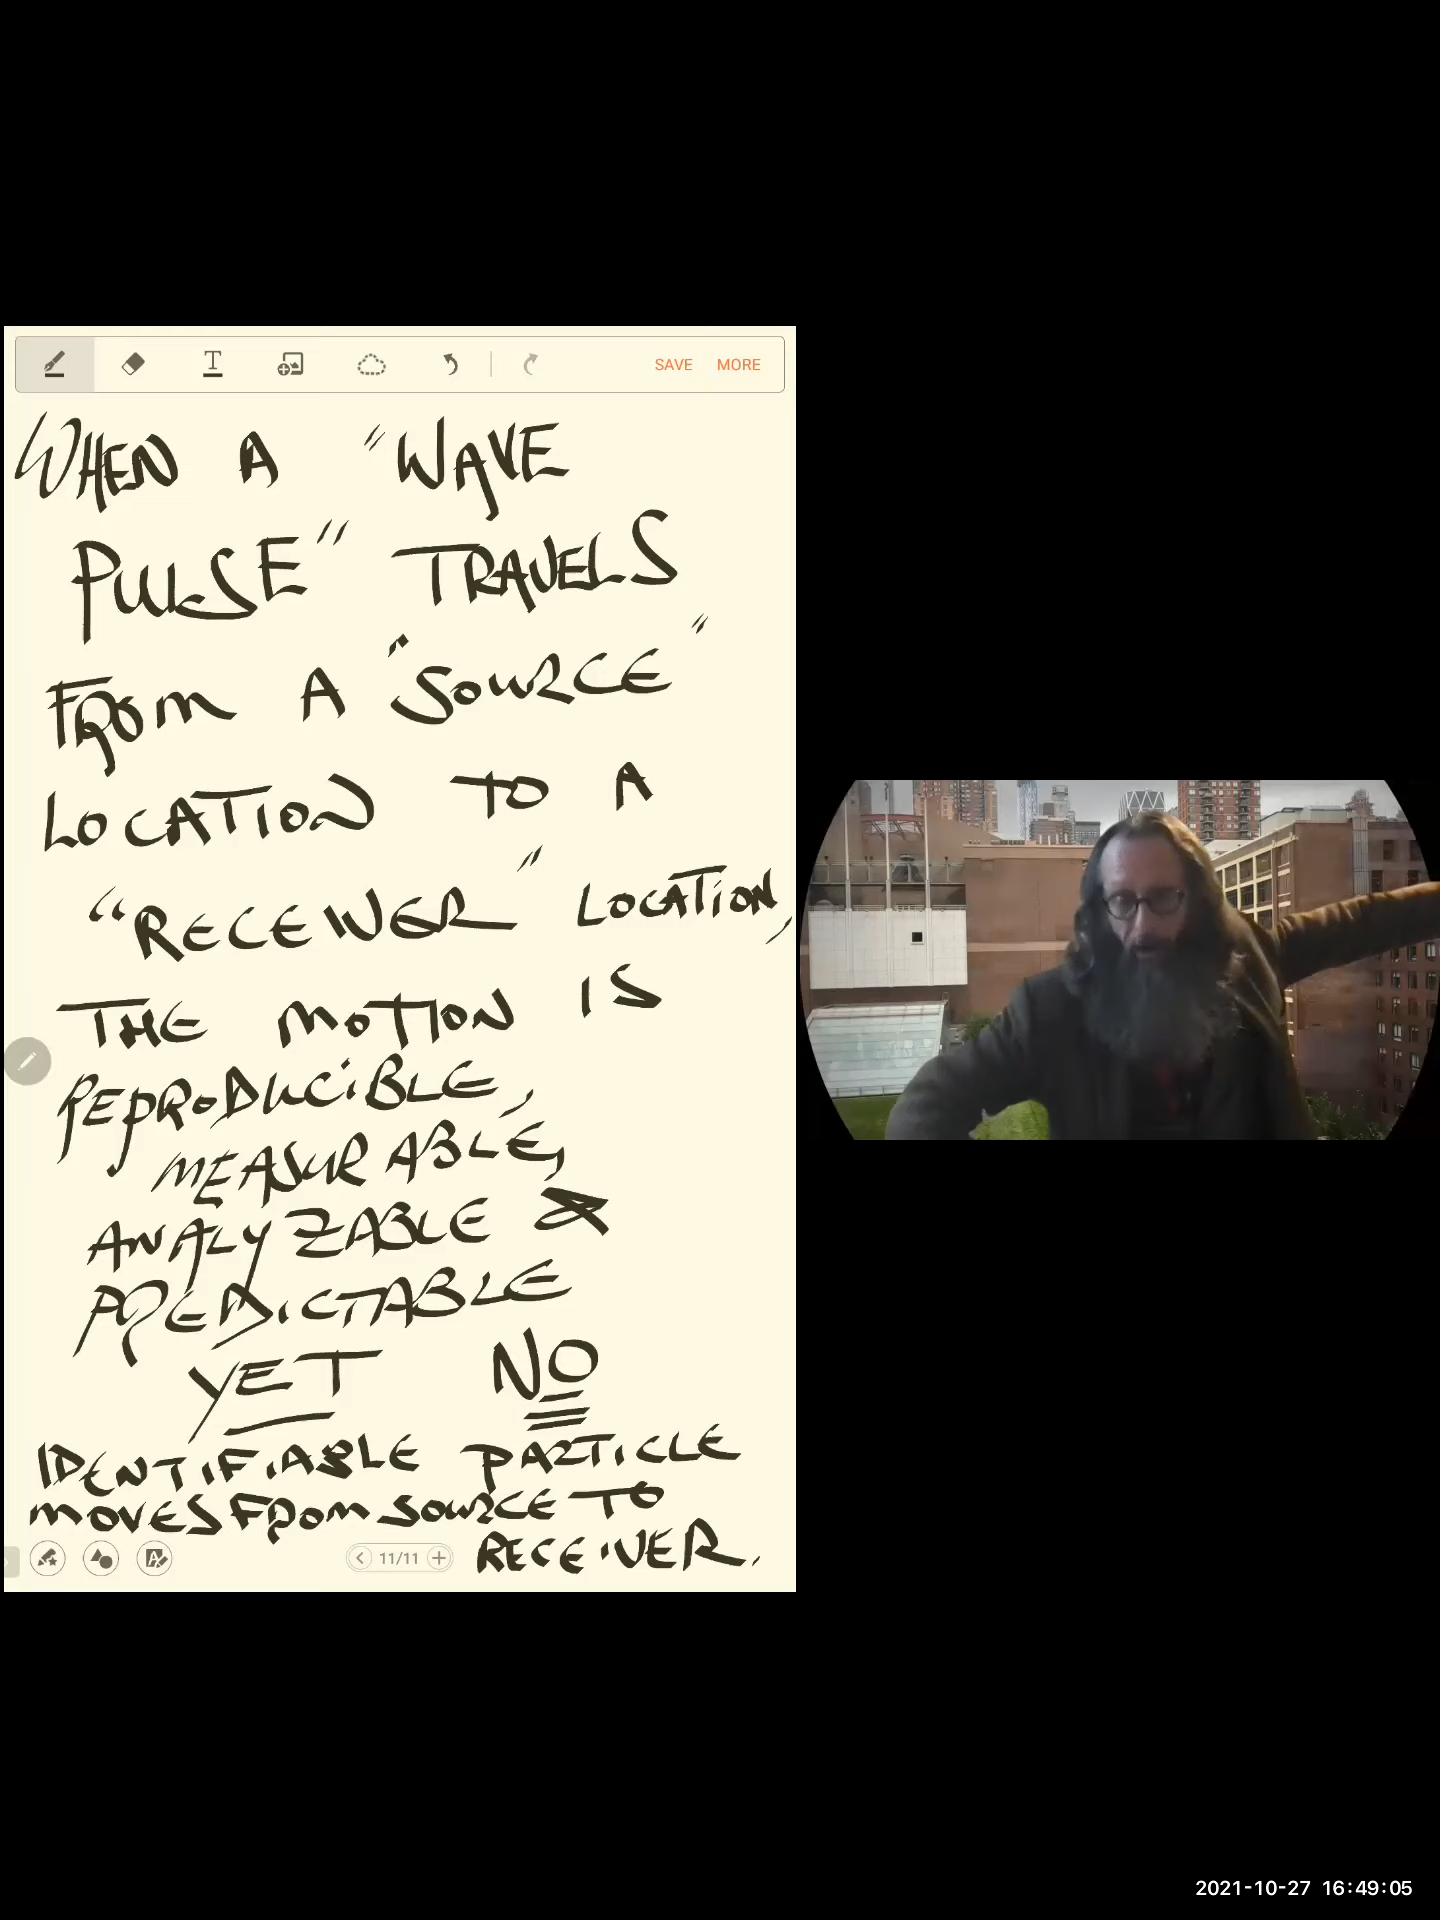 T
SAVE MORE
WHEN A "WAVE
PULSE" TRAVELS
FROM A "SOURCE"
LOCATION TO A
"RECEIVER" LOCATION,
THE MOTION IS
REPRODUCIBLE,
MEASURABLE,
ANALYZABLE &
PREDICTABLE
YET NO
IDENTIFIABLE PARTICLE
MOVES FROM SOURCE TO
RECEIVER.
11/11
2021-10-27 16:49:05